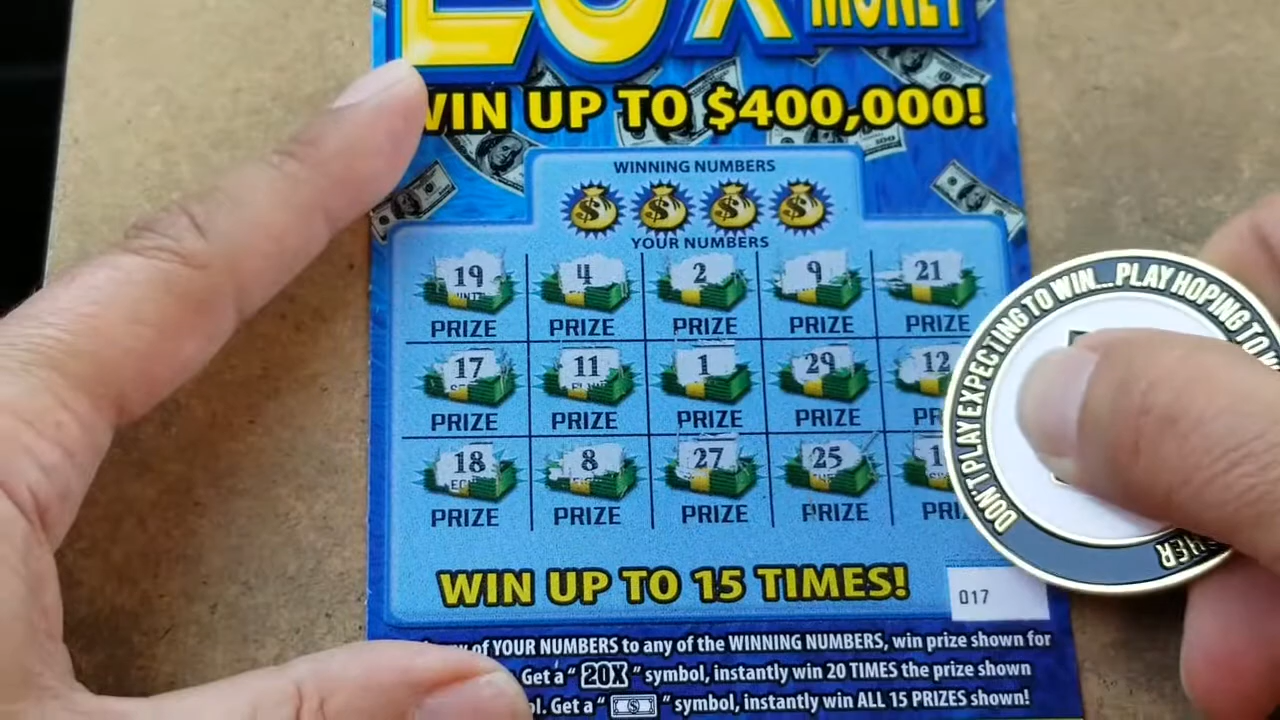 20X MONEY
WIN UP TO $400,000!
WINNING NUMBERS
YOUR NUMBERS
19 4 2 9 21
PRIZE PRIZE PRIZE PRIZE PRIZE
17 11 1 29 12
PRIZE PRIZE PRIZE PRIZE
18 8 27 25
PRIZE PRIZE PRIZE PRIZE
WIN UP TO 15 TIMES!
017
of YOUR NUMBERS to any of the WINNING NUMBERS, win prize shown for
Get a "20X" symbol, instantly win 20 TIMES the prize shown
Get a "$" symbol, instantly win ALL 15 PRIZES shown!
DON'T PLAY EXPECTING TO WIN... PLAY HOPING TO